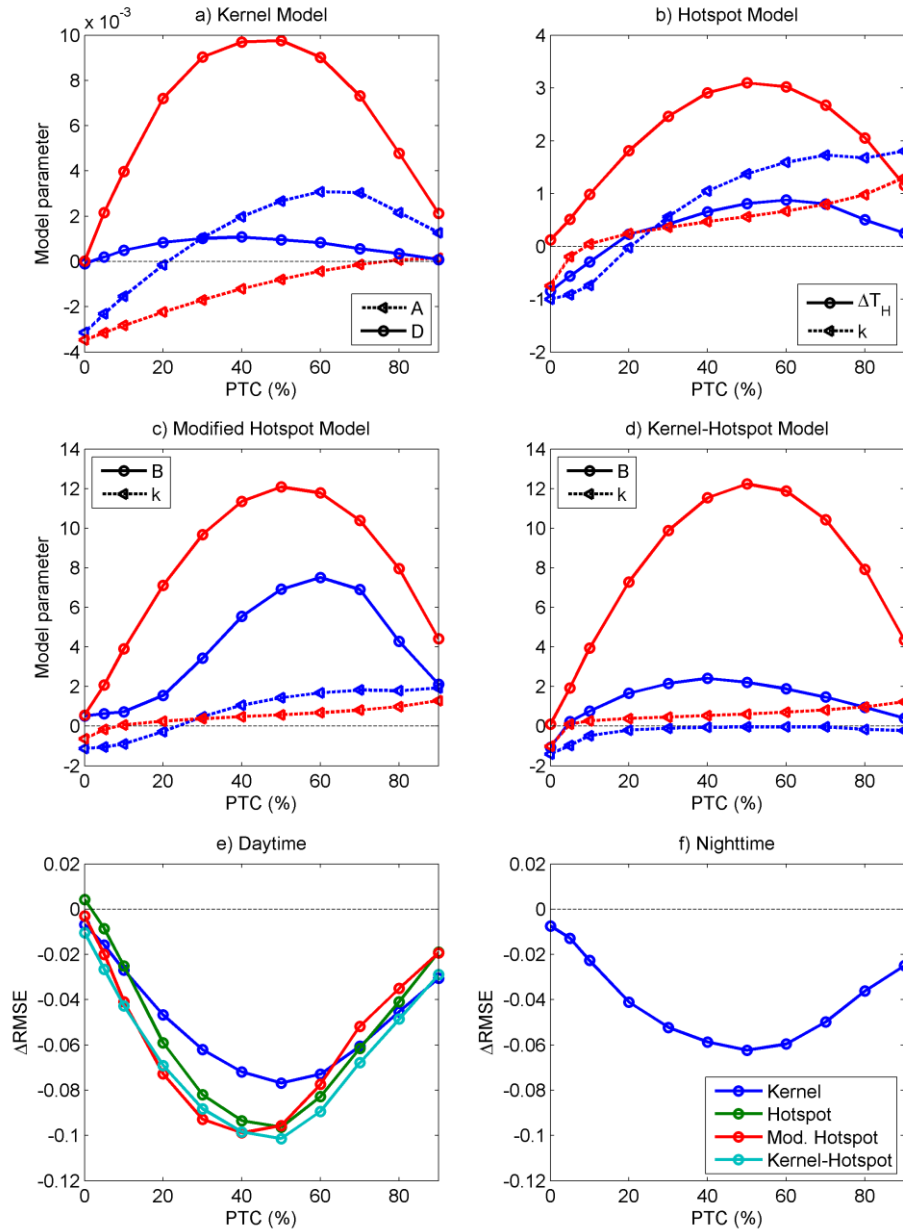 a) Kernel Model
b) Hotspot Model
× 10-3
10
8
6
4
2
0
-2
-4
Model parameter
A
D
0 20 40 60 80
PTC (%)
4
3
2
1
0
-1
-2
ΔTH
k
0 20 40 60 80
PTC (%)
c) Modified Hotspot Model
d) Kernel-Hotspot Model
14
12
10
8
6
4
2
0
-2
Model parameter
B
k
0 20 40 60 80
PTC (%)
14
12
10
8
6
4
2
0
-2
B
k
0 20 40 60 80
PTC (%)
e) Daytime
f) Nighttime
0.02
0
-0.02
-0.04
-0.06
-0.08
-0.1
-0.12
ΔRMSE
0 20 40 60 80
PTC (%)
0.02
0
-0.02
-0.04
-0.06
-0.08
-0.1
-0.12
ΔRMSE
Kernel
Hotspot
Mod. Hotspot
Kernel-Hotspot
0 20 40 60 80
PTC (%)